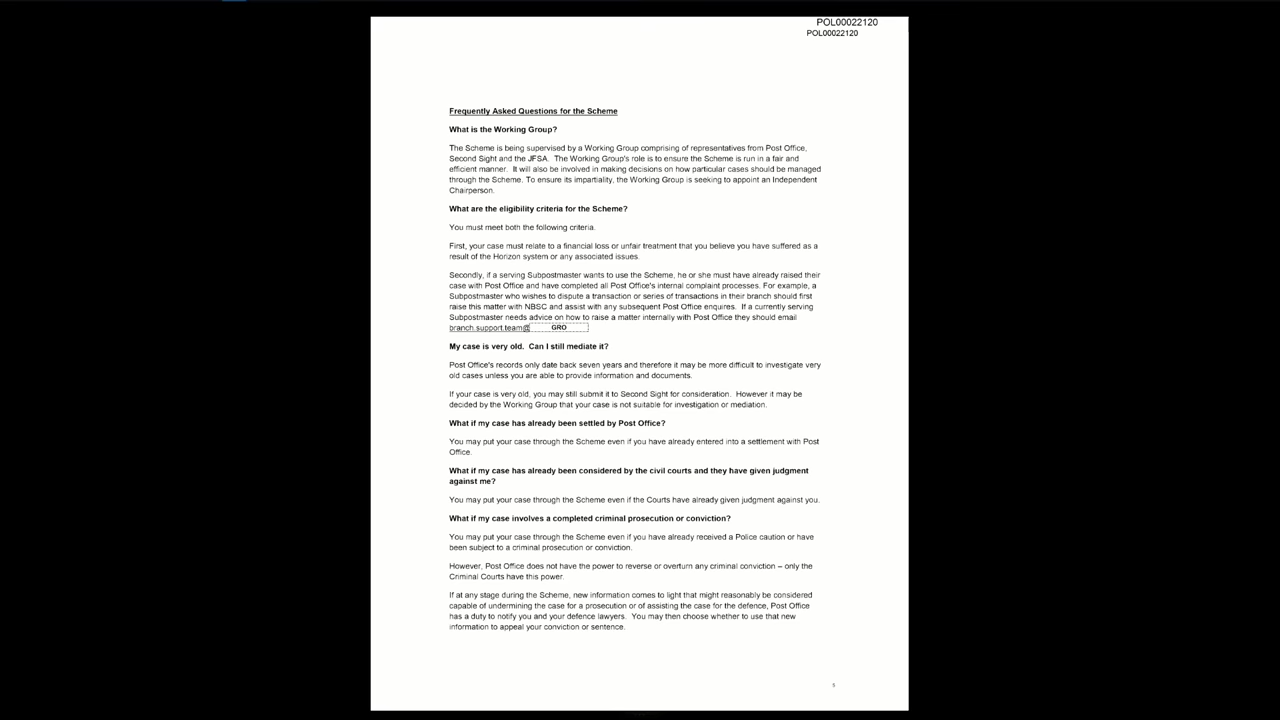 POL00022120
POL00022120
Frequently Asked Questions for the Scheme
What is the Working Group?
The Scheme is being supervised by a Working Group comprising of representatives from Post Office,
Second Sight and the JFSA. The Working Group's role is to ensure the Scheme is run in a fair and
efficient manner. It will also be involved in making decisions on how particular cases should be managed
through the Scheme. To ensure its impartiality, the Working Group is seeking to appoint an Independent
Chairperson.
What are the eligibility criteria for the Scheme?
You must meet both the following criteria.
First, your case must relate to a financial loss or unfair treatment that you believe you have suffered as a
result of the Horizon system or any associated issues.
Secondly, if a serving Subpostmaster wants to use the Scheme, he or she must have already raised their
case with Post Office and have completed all Post Office's internal complaint processes. For example, a
Subpostmaster who wishes to dispute a transaction or series of transactions in their branch should first
raise this matter with NBSC and assist with any subsequent Post Office enquires. If a currently serving
Subpostmaster needs advice on how to raise a matter internally with Post Office they should email
branch.support.team@ GRO
My case is very old. Can I still mediate it?
Post Office's records only date back seven years and therefore it may be more difficult to investigate very
old cases unless you are able to provide information and documents.
If your case is very old, you may still submit it to Second Sight for consideration. However it may be
decided by the Working Group that your case is not suitable for investigation or mediation.
What if my case has already been settled by Post Office?
You may put your case through the Scheme even if you have already entered into a settlement with Post
Office.
What if my case has already been considered by the civil courts and they have given judgment
against me?
You may put your case through the Scheme even if the Courts have already given judgment against you.
What if my case involves a completed criminal prosecution or conviction?
You may put your case through the Scheme even if you have already received a Police caution or have
been subject to a criminal prosecution or conviction.
However, Post Office does not have the power to reverse or overturn any criminal conviction – only the
Criminal Courts have this power.
If at any stage during the Scheme, new information comes to light that might reasonably be considered
capable of undermining the case for a prosecution or of assisting the case for the defence, Post Office
has a duty to notify you and your defence lawyers. You may then choose whether to use that new
information to appeal your conviction or sentence.